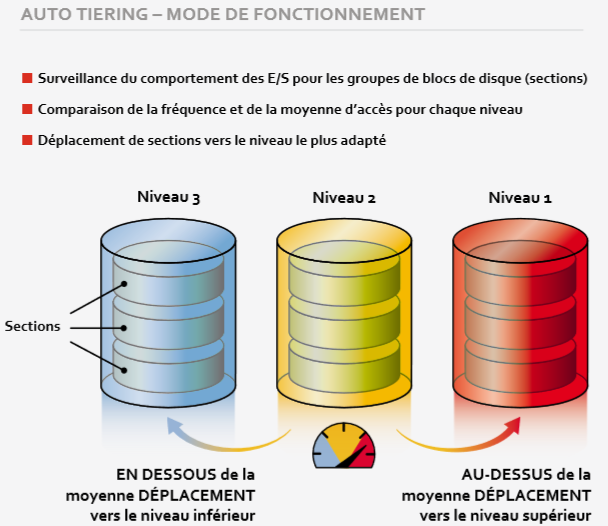 AUTO TIERING – MODE DE FONCTIONNEMENT
Surveillance du comportement des E/S pour les groupes de blocs de disque (sections)
Comparaison de la fréquence et de la moyenne d’accès pour chaque niveau
Déplacement de sections vers le niveau le plus adapté
Niveau 3
Niveau 2
Niveau 1
Sections
EN DESSOUS de la
moyenne DÉPLACEMENT
vers le niveau inférieur
AU-DESSUS de la
moyenne DÉPLACEMENT
vers le niveau supérieur